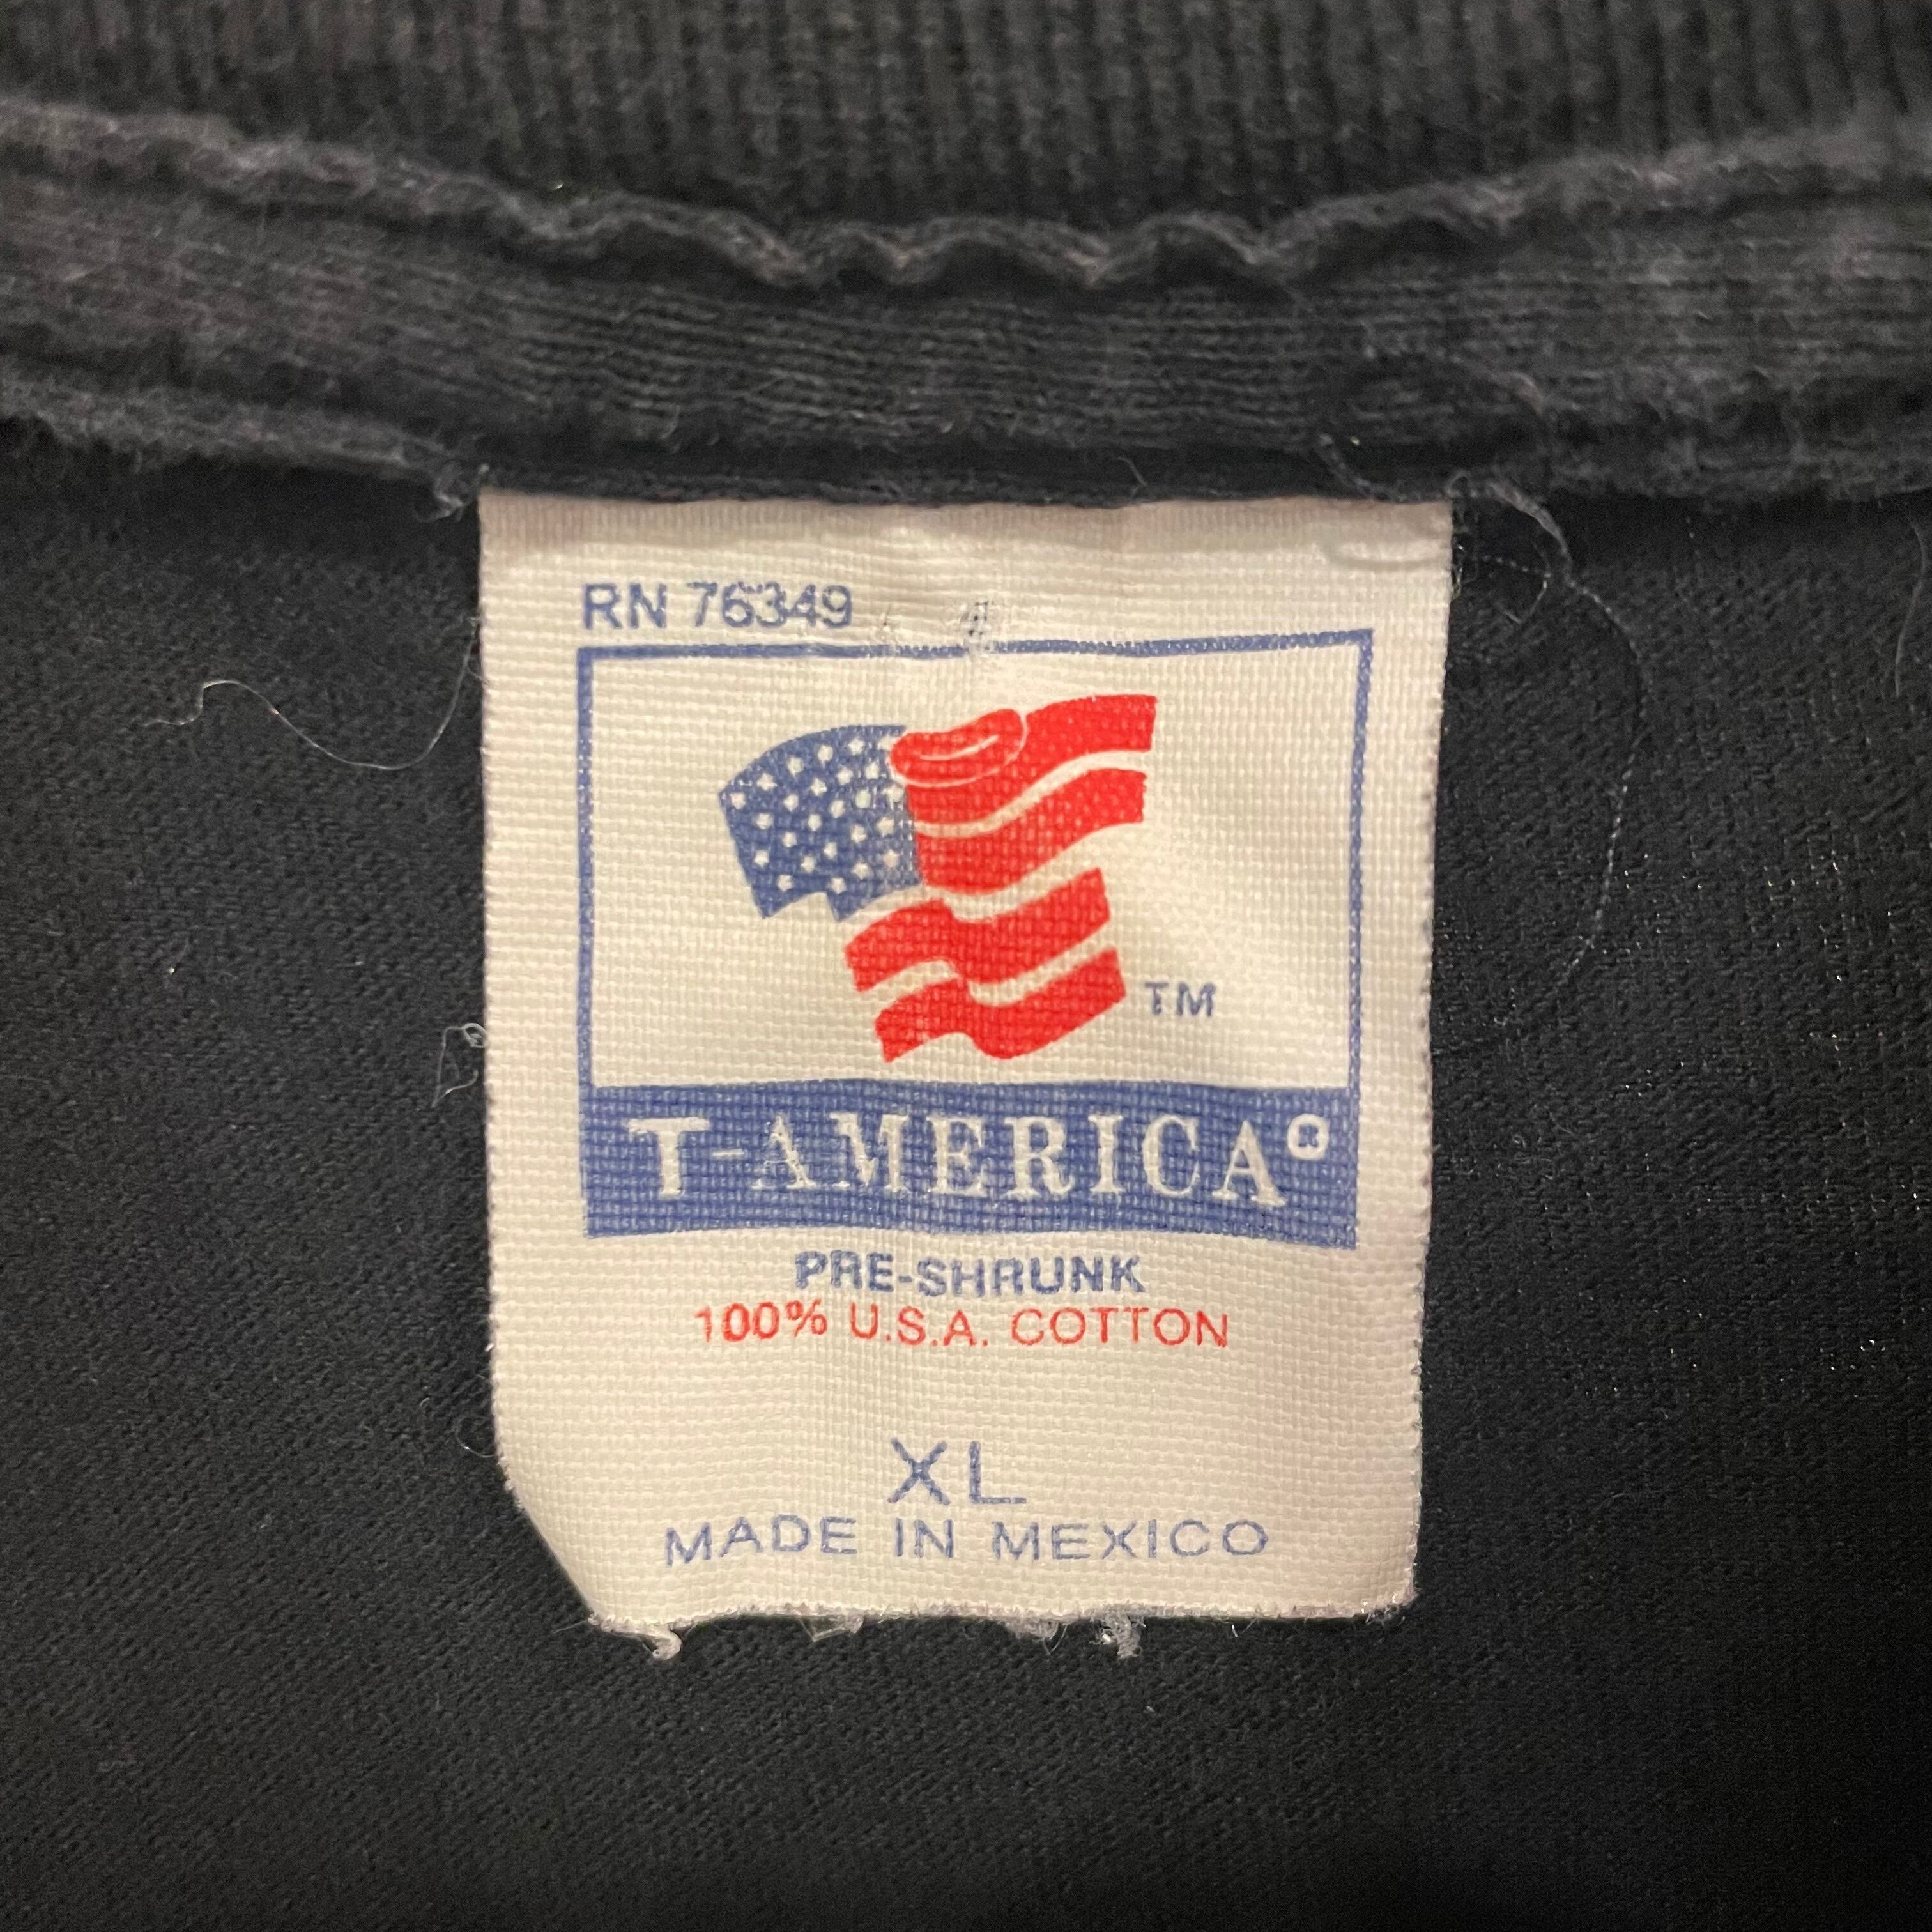 RN 76349
TM
T-AMERICA®
PRE-SHRUNK
100% U.S.A. COTTON
XL
MADE IN MEXICO